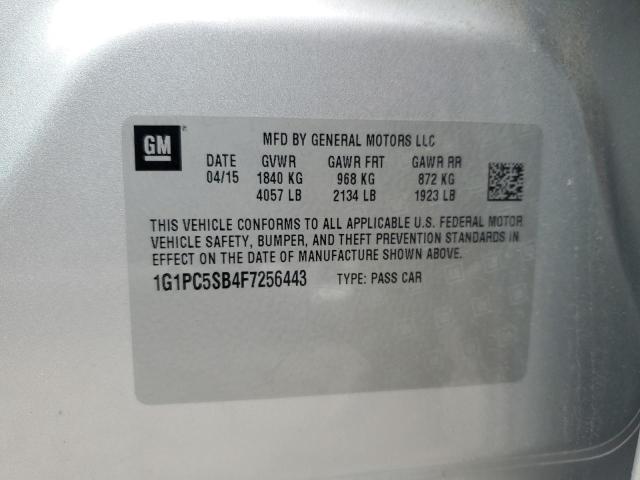 GM
MFD BY GENERAL MOTORS LLC
DATE GVWR GAWR FRT GAWR RR
04/15 1840 KG 968 KG 872 KG
4057 LB 2134 LB 1923 LB
THIS VEHICLE CONFORMS TO ALL APPLICABLE U.S. FEDERAL MOTOR
VEHICLE SAFETY, BUMPER, AND THEFT PREVENTION STANDARDS IN
EFFECT ON THE DATE OF MANUFACTURE SHOWN ABOVE.
1G1PC5SB4F7256443 TYPE: PASS CAR